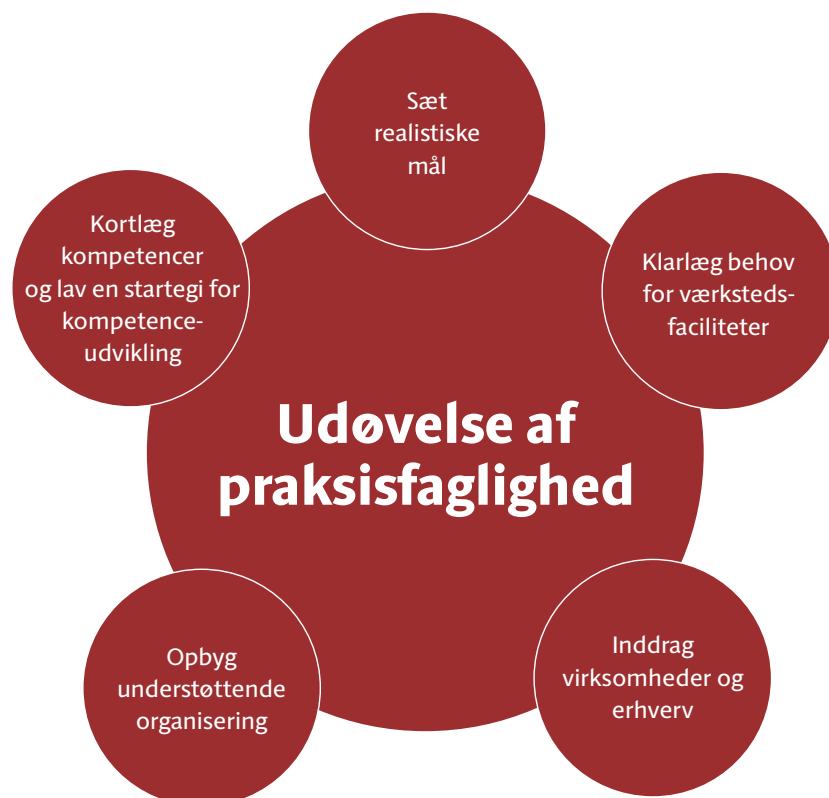 Sæt
realistiske
mål
Kortlæg
kompetencer
og lav en startegi for
kompetence-
udvikling
Klarlæg behov
for værksteds-
faciliteter
Udøvelse af
praksisfaglighed
Opbyg
understøttende
organisering
Inddrag
virksomheder og
erhverv